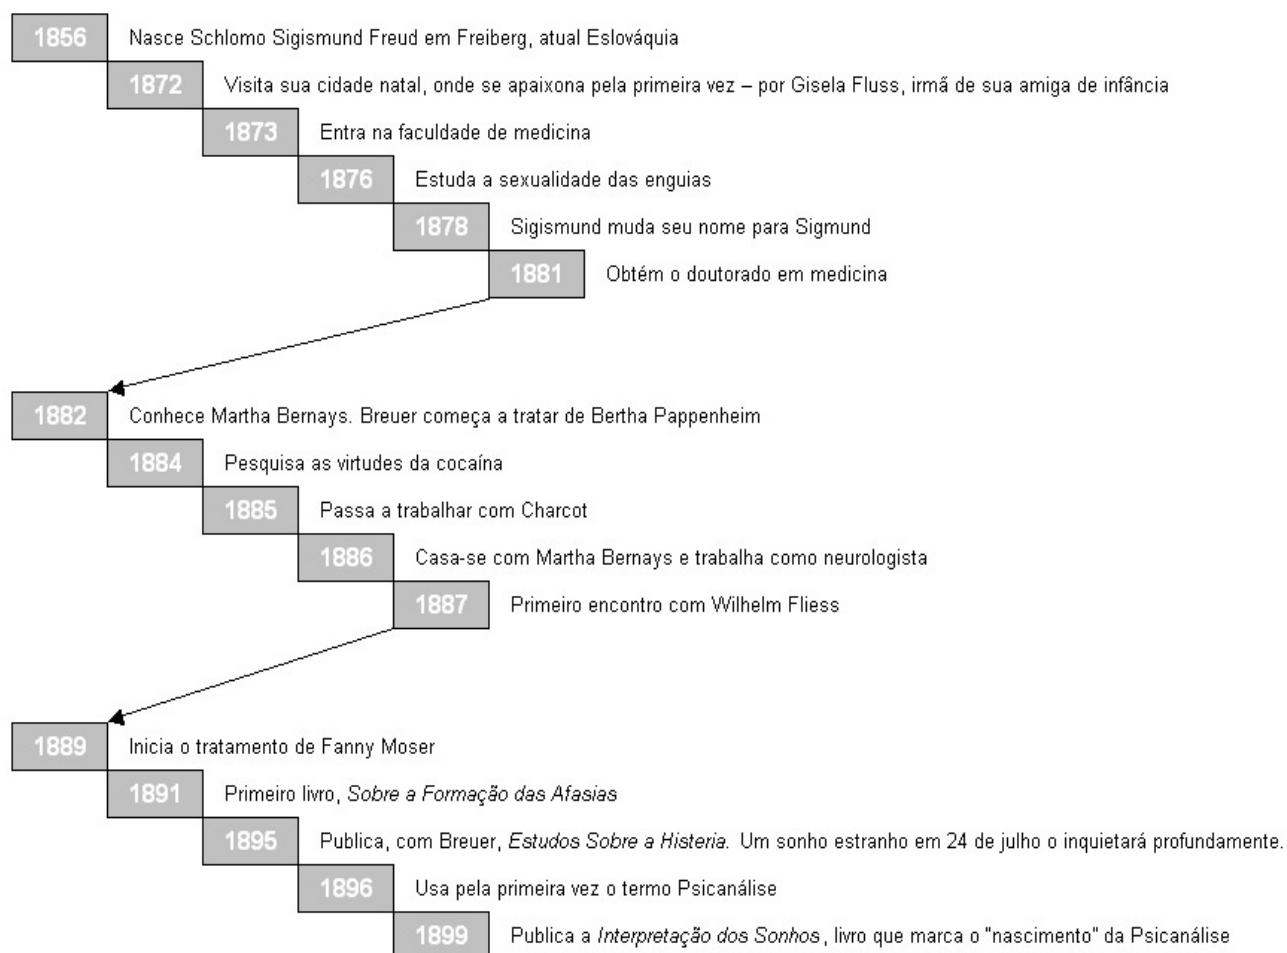 1856 Nasce Schlomo Sigismund Freud em Freiberg, atual Eslováquia
1872 Visita sua cidade natal, onde se apaixona pela primeira vez – por Gisela Fluss, irmã de sua amiga de infância
1873 Entra na faculdade de medicina
1876 Estuda a sexualidade das enguias
1878 Sigismund muda seu nome para Sigmund
1881 Obtém o doutorado em medicina
1882 Conhece Martha Bernays. Breuer começa a tratar de Bertha Pappenheim
1884 Pesquisa as virtudes da cocaína
1885 Passa a trabalhar com Charcot
1886 Casa-se com Martha Bernays e trabalha como neurologista
1887 Primeiro encontro com Wilhelm Fliess
1889 Inicia o tratamento de Fanny Moser
1891 Primeiro livro, Sobre a Formação das Afasias
1895 Publica, com Breuer, Estudos Sobre a Histeria. Um sonho estranho em 24 de julho o inquietará profundamente.
1896 Usa pela primeira vez o termo Psicanálise
1899 Publica a Interpretação dos Sonhos, livro que marca o "nascimento" da Psicanálise